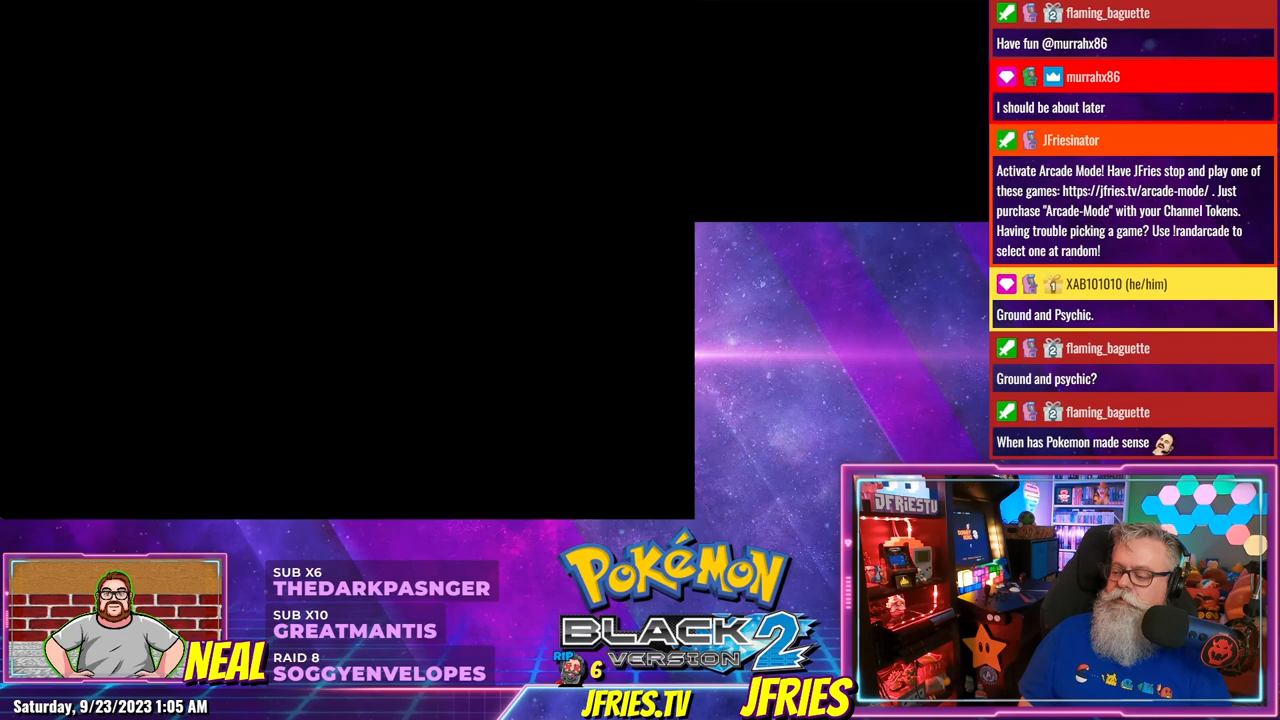 flaming_baguette
Have fun @murrahx86
murrahx86
I should be about later
JFriesinator
Activate Arcade Mode! Have JFries stop and play one of
these games: https://jfries.tv/arcade-mode/ . Just
purchase "Arcade-Mode" with your Channel Tokens.
Having trouble picking a game? Use !randarcade to
select one at random!
XAB101010 (he/him)
Ground and Psychic.
flaming_baguette
Ground and psychic?
flaming_baguette
When has Pokemon made sense
JFRIESTV
SUB X6
THEDARKPASNGER
SUB X10
GREATMANTIS
RAID 8
SOGGYENVELOPES
NEAL
POKéMON
BLACK 2
VERSION
RIP
6
JFRIES.TV
JFRIES
Saturday, 9/23/2023 1:05 AM